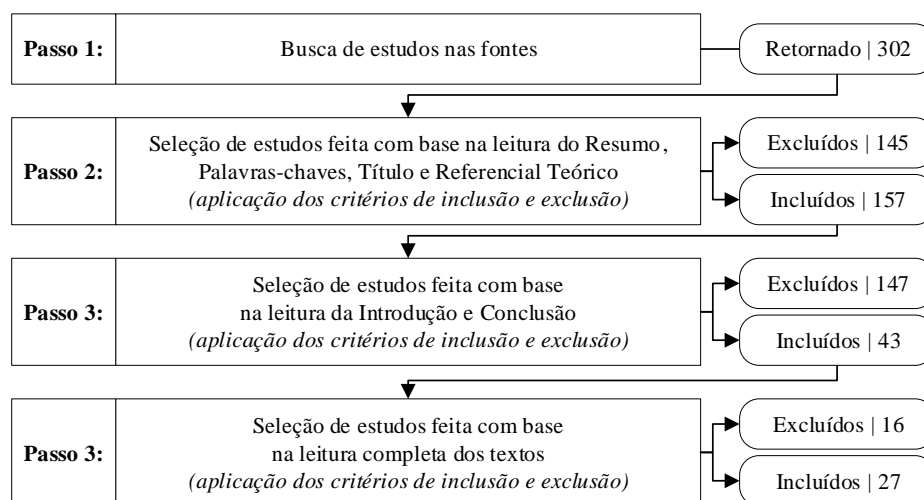 Passo 1:
Busca de estudos nas fontes
Retornado | 302
Passo 2:
Seleção de estudos feita com base na leitura do Resumo,
Palavras-chaves, Título e Referencial Teórico
(aplicação dos critérios de inclusão e exclusão)
Excluídos | 145
Incluídos | 157
Passo 3:
Seleção de estudos feita com base
na leitura da Introdução e Conclusão
(aplicação dos critérios de inclusão e exclusão)
Excluídos | 147
Incluídos | 43
Passo 3:
Seleção de estudos feita com base
na leitura completa dos textos
(aplicação dos critérios de inclusão e exclusão)
Excluídos | 16
Incluídos | 27